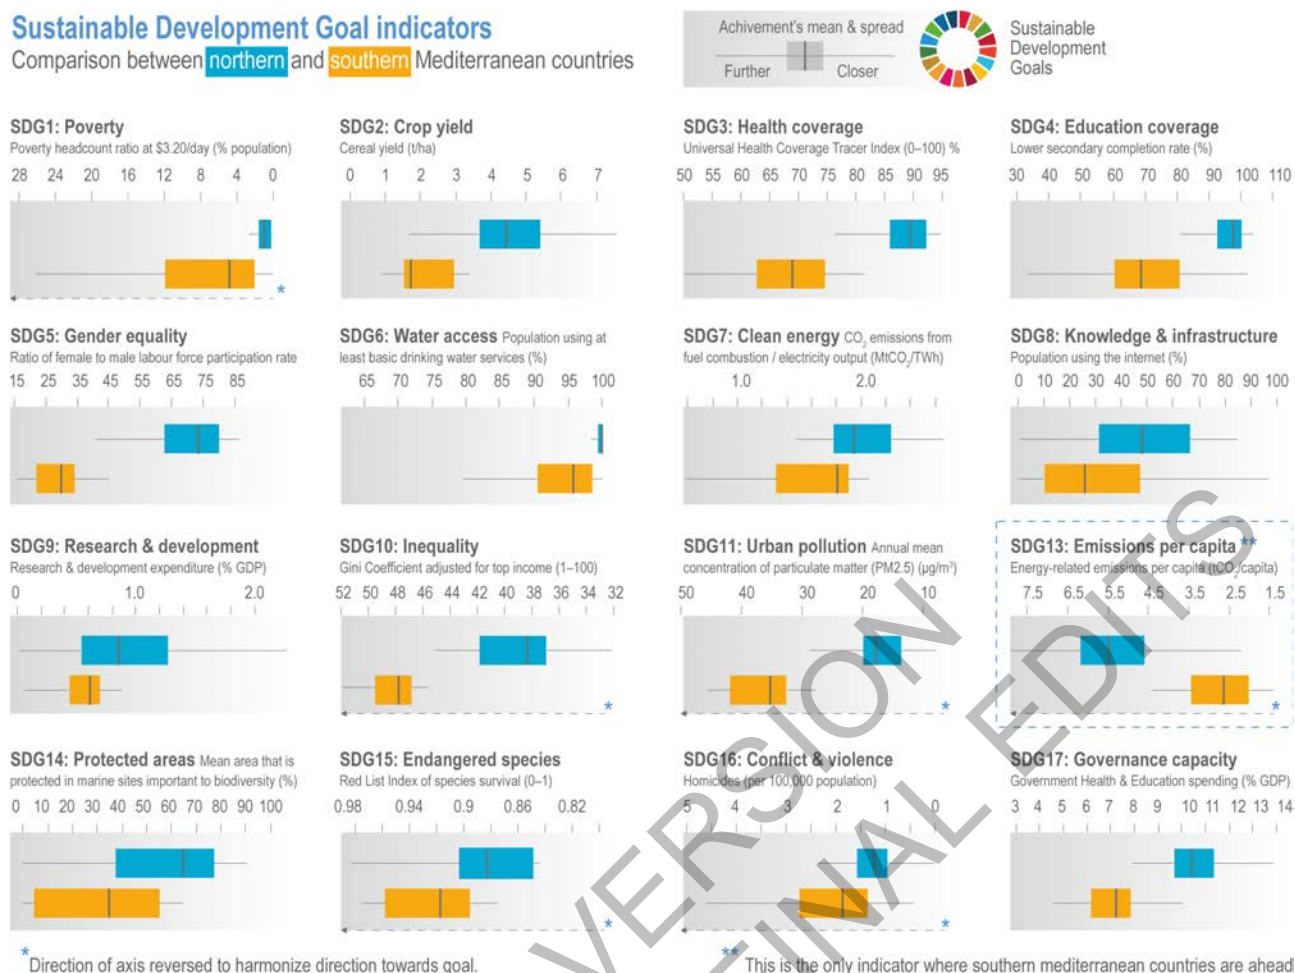 Sustainable Development Goal indicators
Comparison between northern and southern Mediterranean countries
Achivement's mean & spread
Further Closer
Sustainable
Development
Goals
SDG1: Poverty
Poverty headcount ratio at $3.20/day (% population)
28 24 20 16 12 8 4 0
*
SDG2: Crop yield
Cereal yield (t/ha)
0 1 2 3 4 5 6 7
SDG3: Health coverage
Universal Health Coverage Tracer Index (0–100) %
50 55 60 65 70 75 80 85 90 95
SDG4: Education coverage
Lower secondary completion rate (%)
30 40 50 60 70 80 90 100 110
SDG5: Gender equality
Ratio of female to male labour force participation rate
15 25 35 45 55 65 75 85
SDG6: Water access Population using at
least basic drinking water services (%)
65 70 75 80 85 90 95 100
SDG7: Clean energy CO2 emissions from
fuel combustion / electricity output (MtCO2/TWh)
1.0 2.0
SDG8: Knowledge & infrastructure
Population using the internet (%)
0 10 20 30 40 50 60 70 80 90 100
SDG9: Research & development
Research & development expenditure (% GDP)
0 1.0 2.0
SDG10: Inequality
Gini Coefficient adjusted for top income (1–100)
52 50 48 46 44 42 40 38 36 34 32
*
SDG11: Urban pollution Annual mean
concentration of particulate matter (PM2.5) (µg/m³)
50 40 30 20 10
*
SDG13: Emissions per capita **
Energy-related emissions per capita (tCO2/capita)
7.5 6.5 5.5 4.5 3.5 2.5 1.5
*
SDG14: Protected areas Mean area that is
protected in marine sites important to biodiversity (%)
0 10 20 30 40 50 60 70 80 90 100
SDG15: Endangered species
Red List Index of species survival (0–1)
0.98 0.94 0.9 0.86 0.82
*
SDG16: Conflict & violence
Homicides (per 100,000 population)
5 4 3 2 1 0
*
SDG17: Governance capacity
Government Health & Education spending (% GDP)
3 4 5 6 7 8 9 10 11 12 13 14
* Direction of axis reversed to harmonize direction towards goal.
** This is the only indicator where southern mediterranean countries are ahead
VERSION
FINAL EDITS